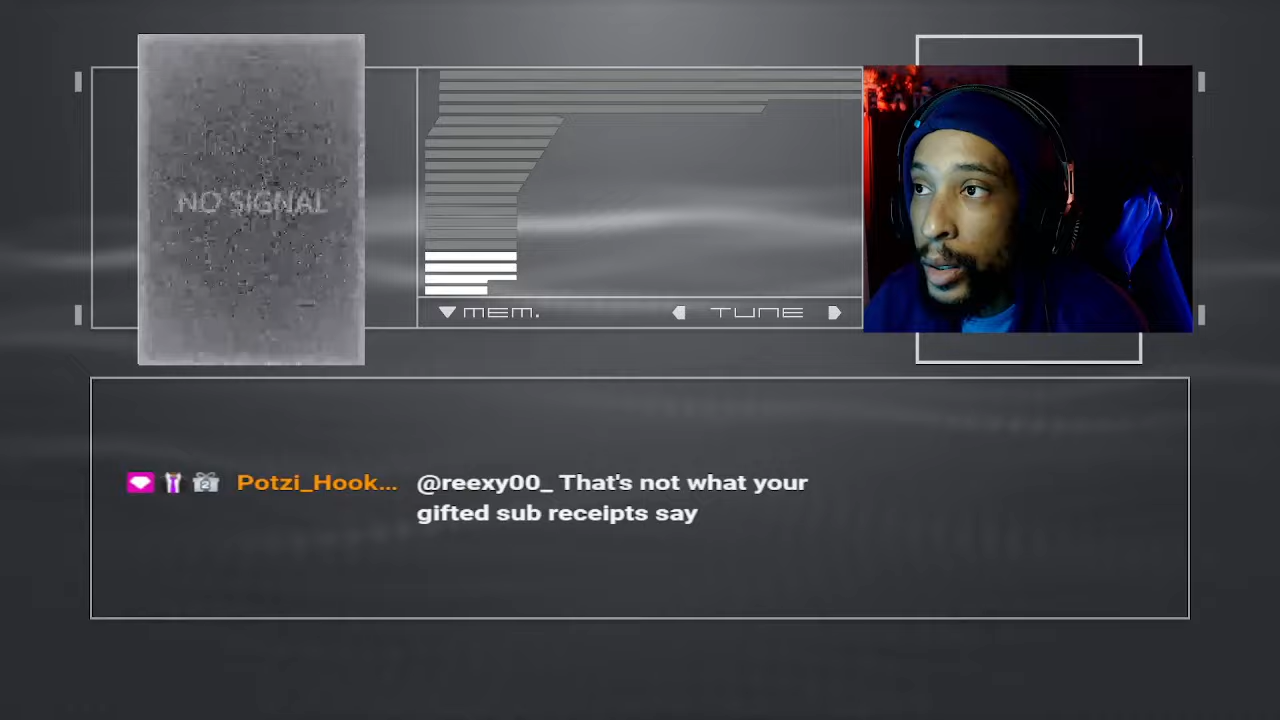 NO SIGNAL
MEM. TUNE
Potzi_Hook... @reexy00_ That's not what your
gifted sub receipts say